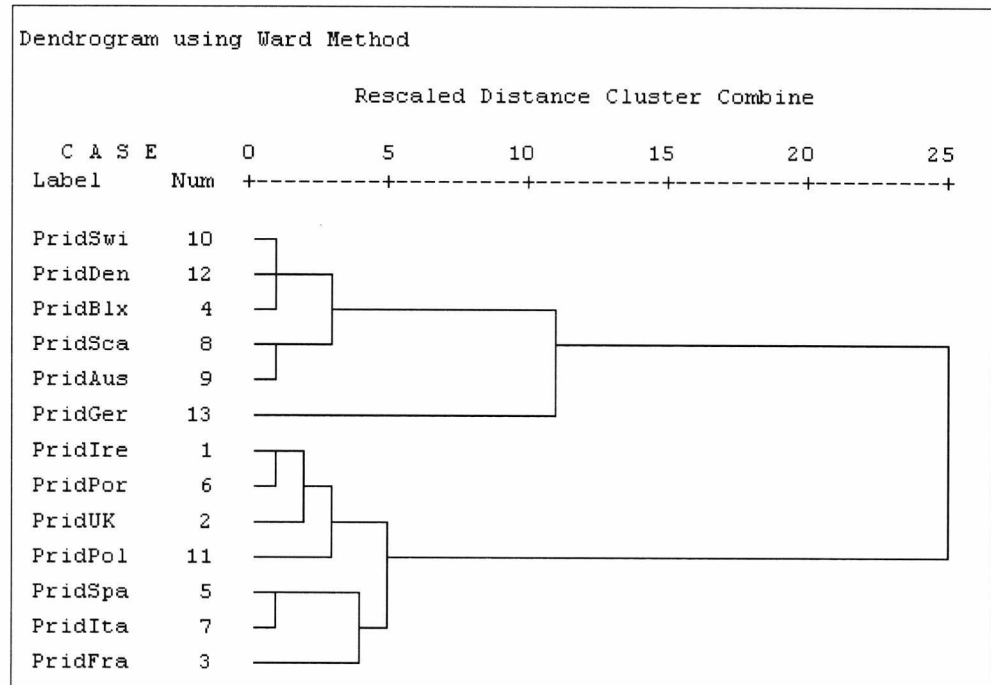 Dendrogram using Ward Method
Rescaled Distance Cluster Combine
C A S E 0 5 10 15 20 25
Label Num +---------+---------+---------+---------+---------+
PridSwi 10
PridDen 12
PridBlx 4
PridSca 8
PridAus 9
PridGer 13
PridIre 1
PridPor 6
PridUK 2
PridPol 11
PridSpa 5
PridIta 7
PridFra 3